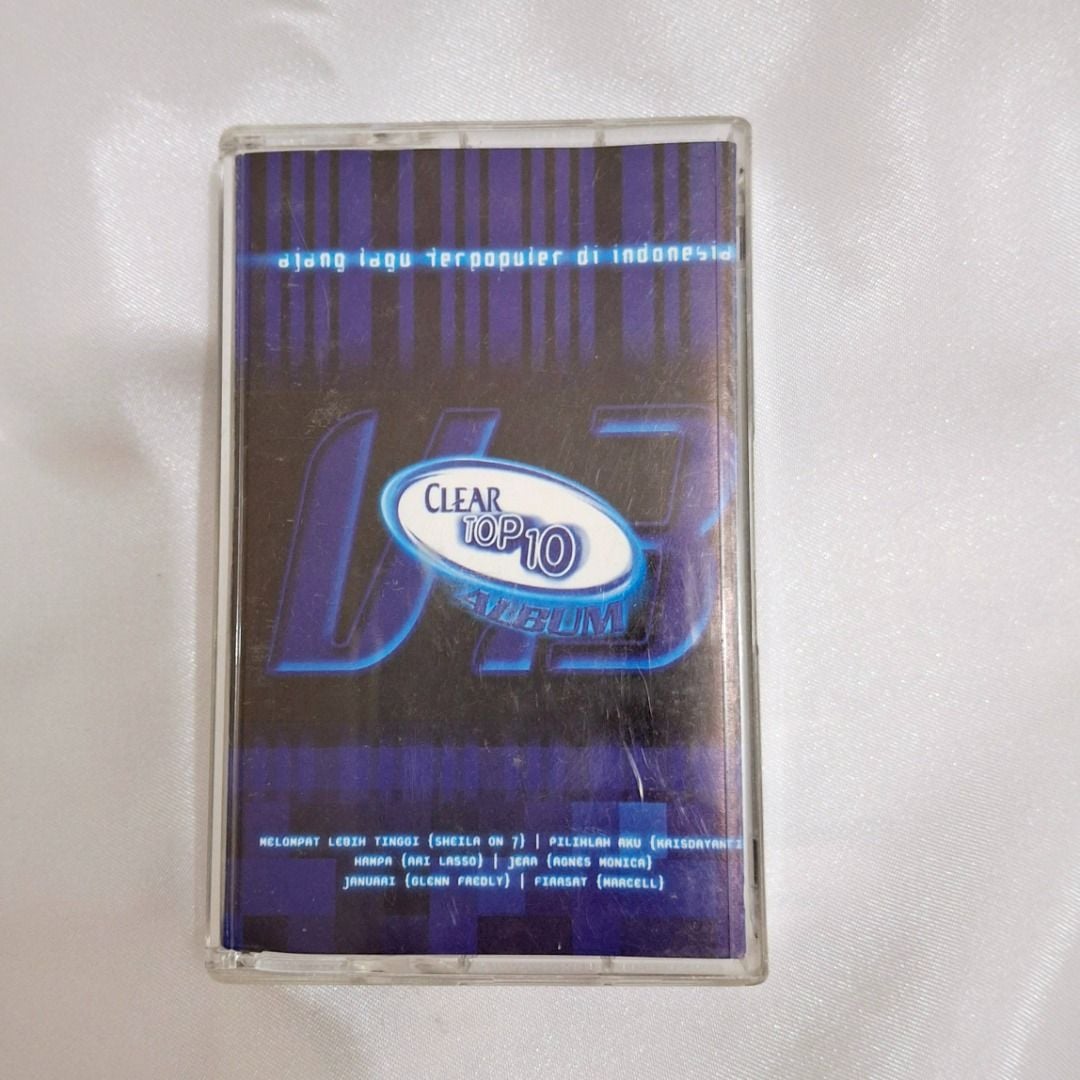 ajang lagu terpopuler di indonesia
V.3
CLEAR
TOP 10
ALBUM
MELOMPAT LEBIH TINGGI {SHEILA ON 7} | PILIHLAH AKU {KRISDAYANTI
HAMPA {ARI LASSO} | JERA {AGNES MONICA}
JANUARI {GLENN FREDLY} | FIRASAT {MARCELL}